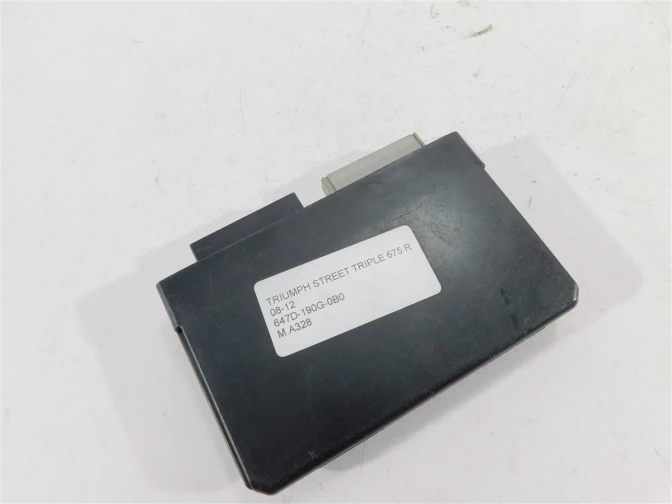 TRIUMPH STREET TRIPLE 675 R
08-12
647D-190G-0B0
M.A328